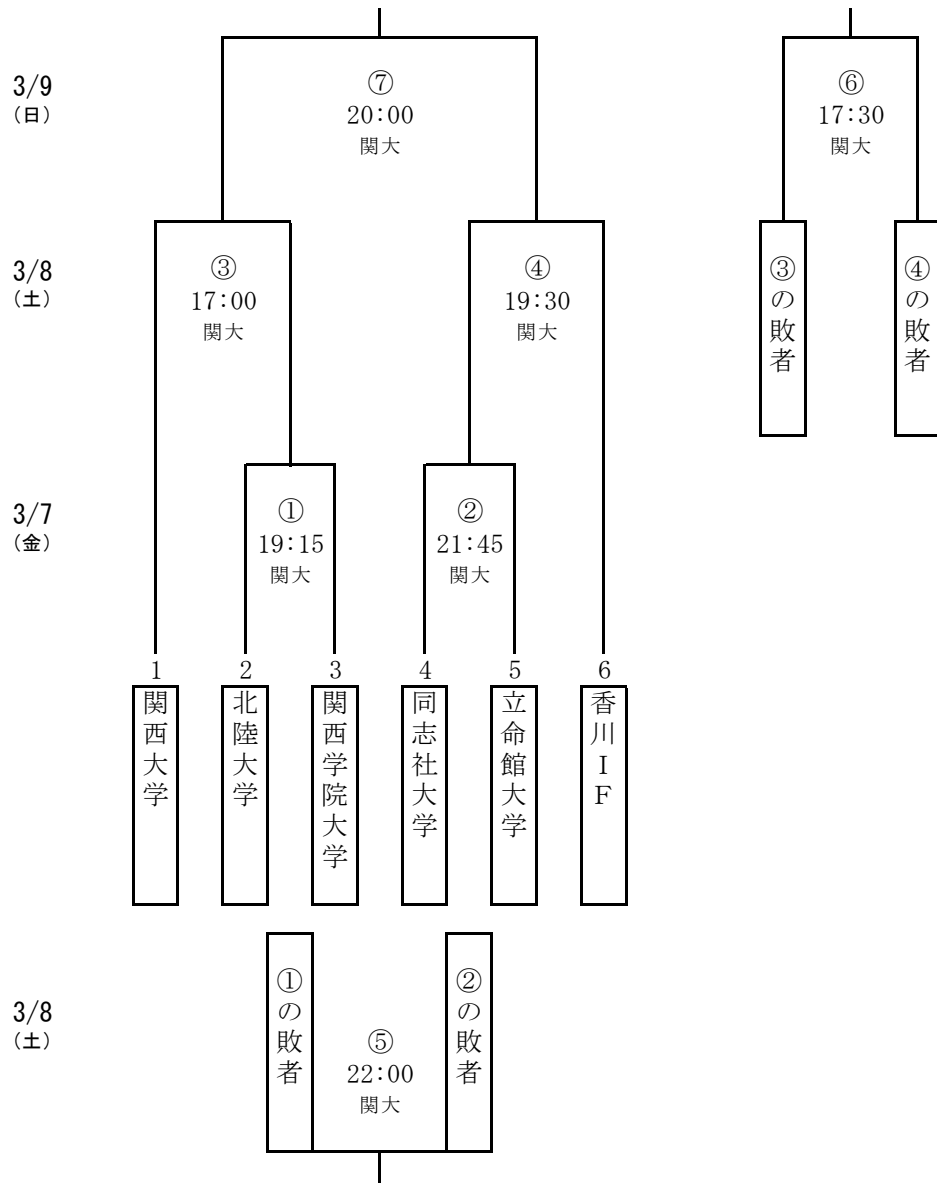 3/9
（日）
⑦
20:00
関大
⑥
17:30
関大
3/8
（土）
③
17:00
関大
④
19:30
関大
③の敗者
④の敗者
3/7
（金）
①
19:15
関大
②
21:45
関大
1
2
3
4
5
6
関西大学
北陸大学
関西学院大学
同志社大学
立命館大学
香川ＩＦ
3/8
（土）
①の敗者
⑤
22:00
関大
②の敗者